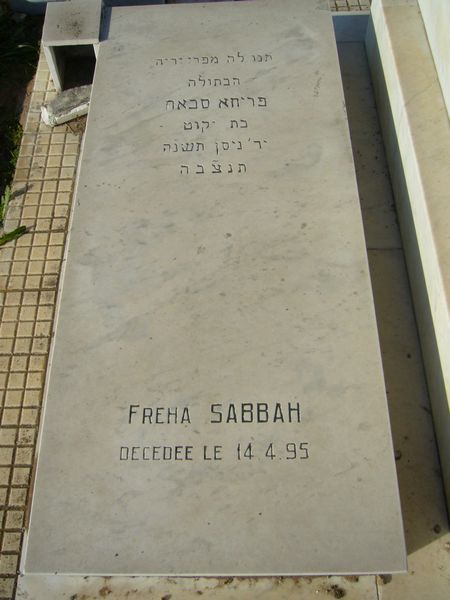 תנו לה מפרי ידיה
הבתולה
פריחא סבאח
בת יקוט
יד׳ ניסן תשנה
תנצבה
FREHA SABBAH
DECEDEE LE 14.4.95